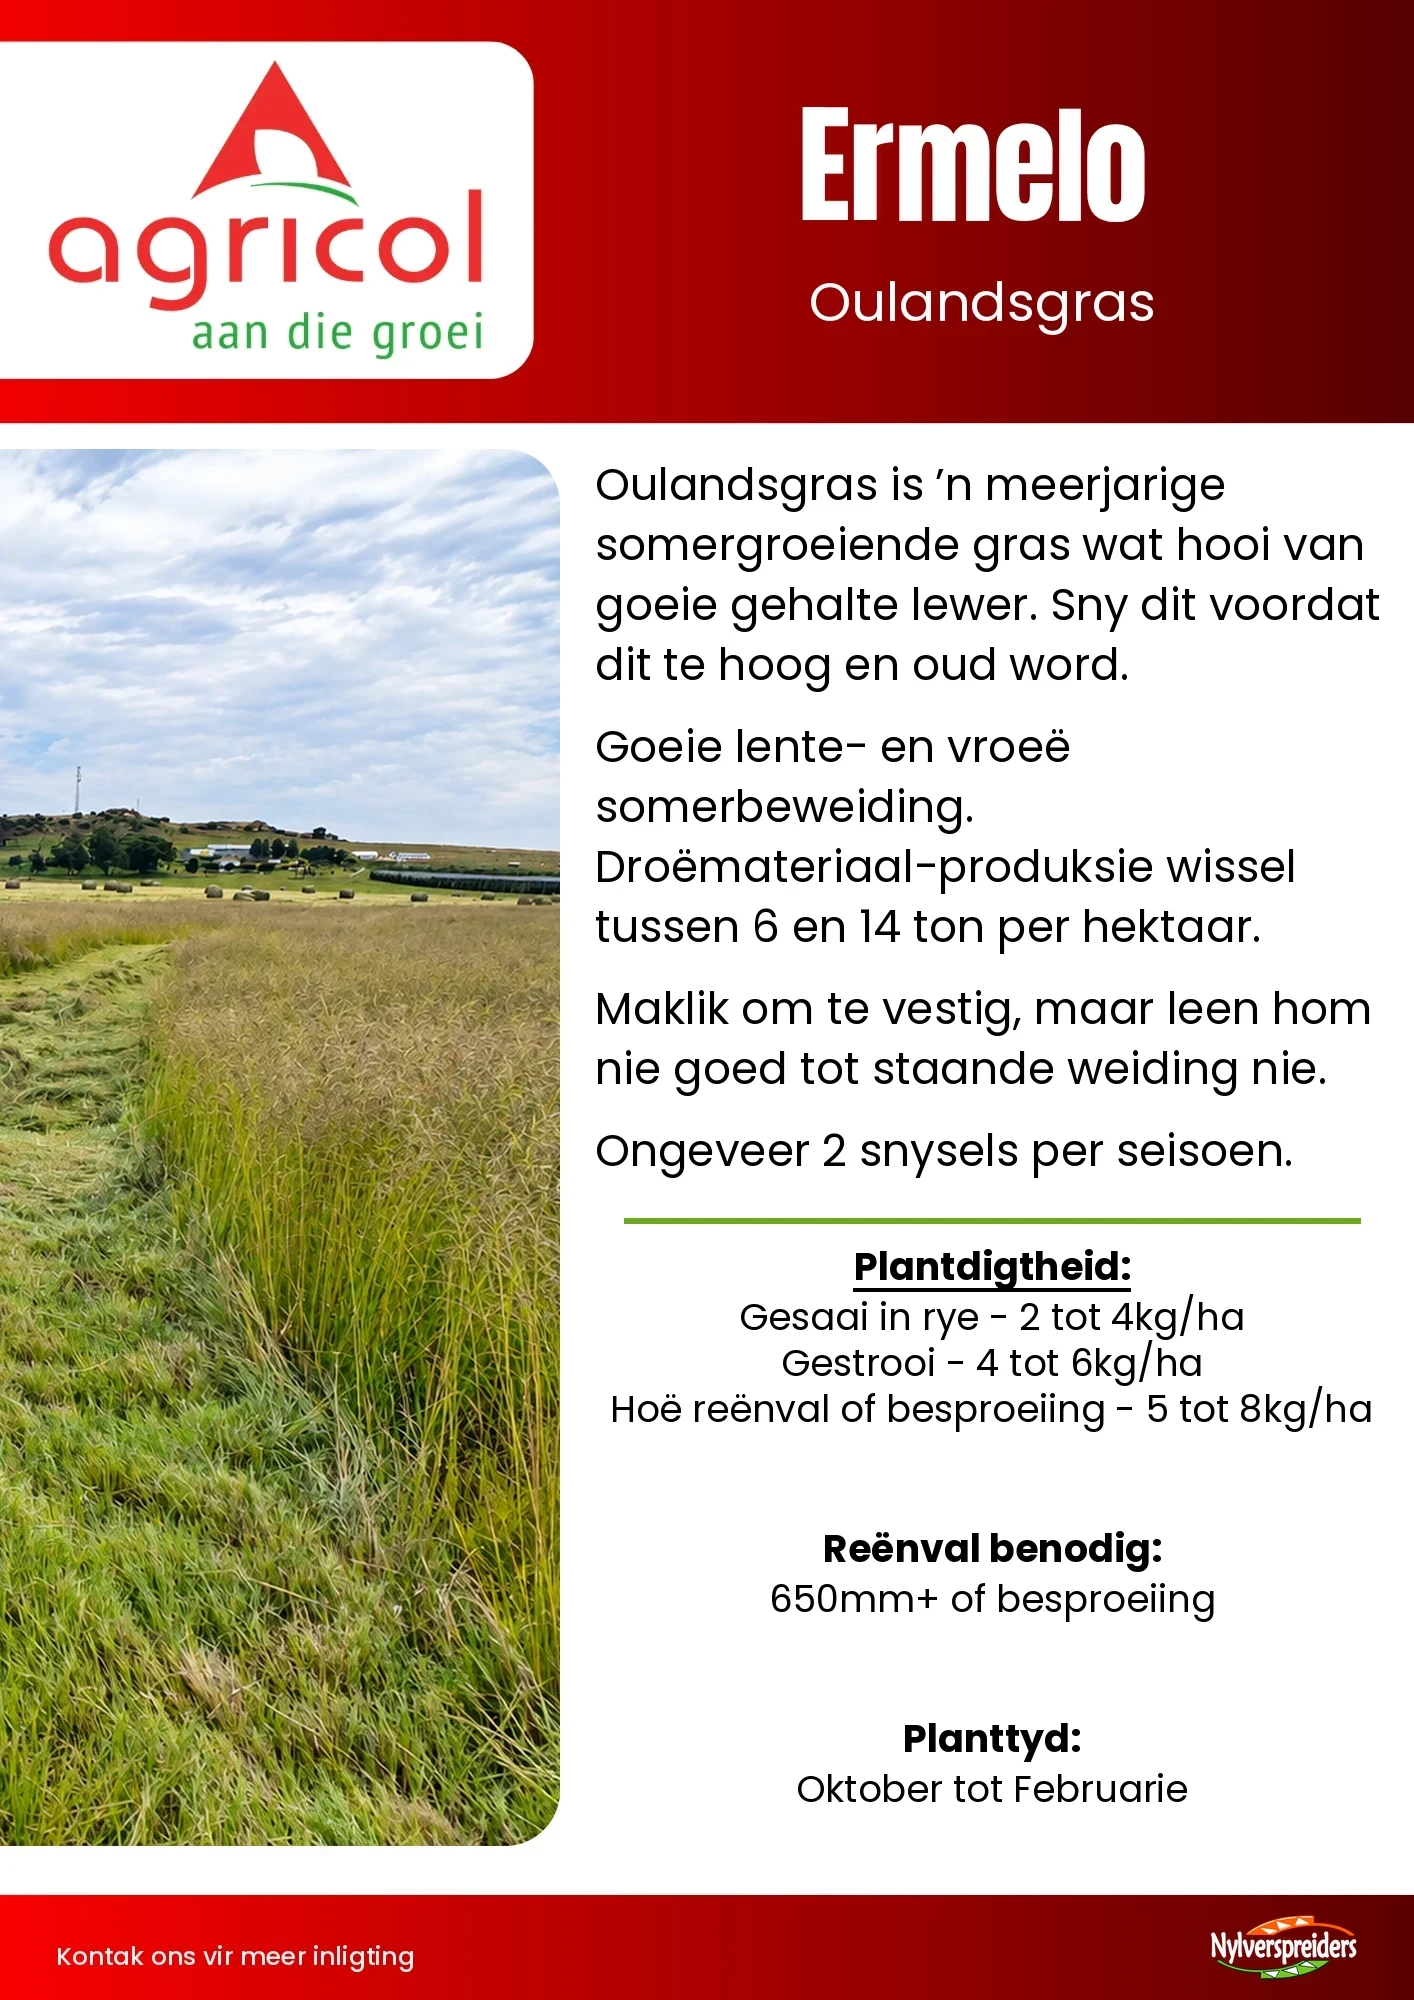 agricol
aan die groei
Ermelo
Oulandsgras
Oulandsgras is ’n meerjarige
somergroeiende gras wat hooi van
goeie gehalte lewer. Sny dit voordat
dit te hoog en oud word.
Goeie lente- en vroeë
somerbeweiding.
Droëmateriaal-produksie wissel
tussen 6 en 14 ton per hektaar.
Maklik om te vestig, maar leen hom
nie goed tot staande weiding nie.
Ongeveer 2 snysels per seisoen.
Plantdigtheid:
Gesaai in rye - 2 tot 4kg/ha
Gestrooi - 4 tot 6kg/ha
Hoë reënval of besproeiing - 5 tot 8kg/ha
Reënval benodig:
650mm+ of besproeiing
Planttyd:
Oktober tot Februarie
Kontak ons vir meer inligting
Nylverspreiders